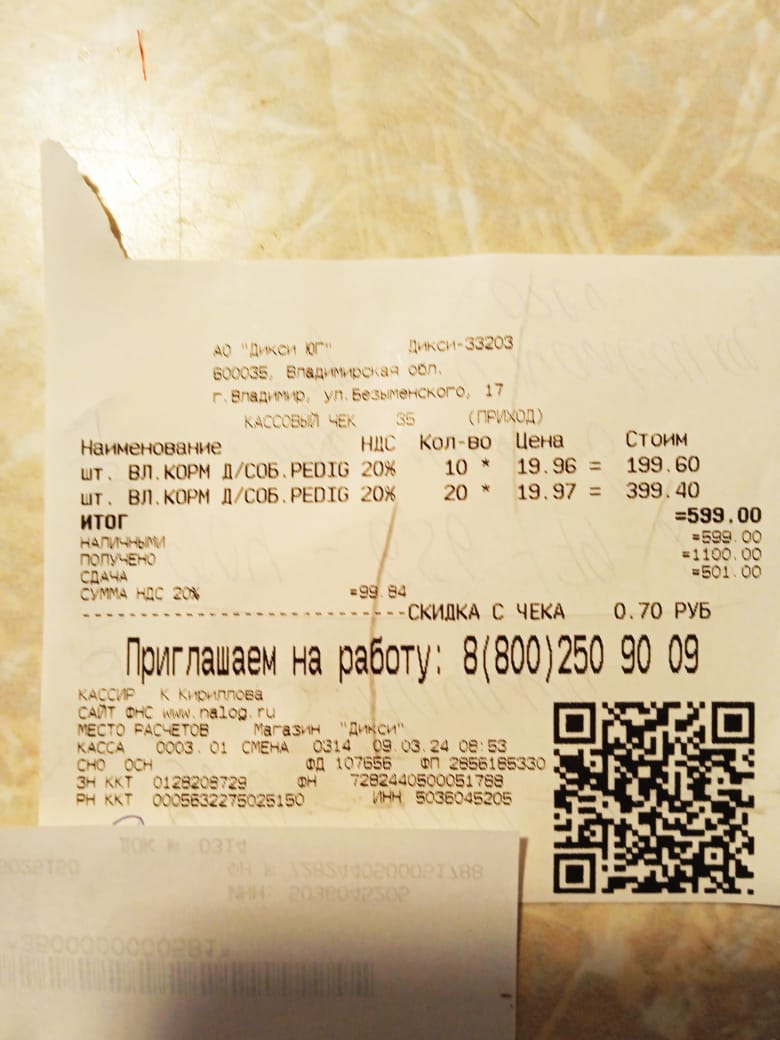 АО "ДИКСИ ЮГ" ДИКСИ-33203
600035, Владимирская обл.
г.Владимир, ул.Безыменского, 17
КАССОВЫЙ ЧЕК 35 (ПРИХОД)
Наименование НДС Кол-во Цена Стоим
шт. ВЛ.КОРМ Д/СОБ.PEDIG 20% 10 * 19.96 = 199.60
шт. ВЛ.КОРМ Д/СОБ.PEDIG 20% 20 * 19.97 = 399.40
ИТОГ =599.00
НАЛИЧНЫМИ =599.00
ПОЛУЧЕНО =1100.00
СДАЧА =501.00
СУММА НДС 20% =99.84
СКИДКА С ЧЕКА 0.70 РУБ
Приглашаем на работу: 8(800)250 90 09
КАССИР К Кириллова
САЙТ ФНС www.nalog.ru
МЕСТО РАСЧЕТОВ Магазин "Дикси"
КАССА 0003.01 СМЕНА 0314 09.03.24 08:53
СНО ОСН ФД 107656 ФП 2856185330
ЗН ККТ 0128208729 ФН 7282440500051788
РН ККТ 0005632275025150 ИНН 5036045205